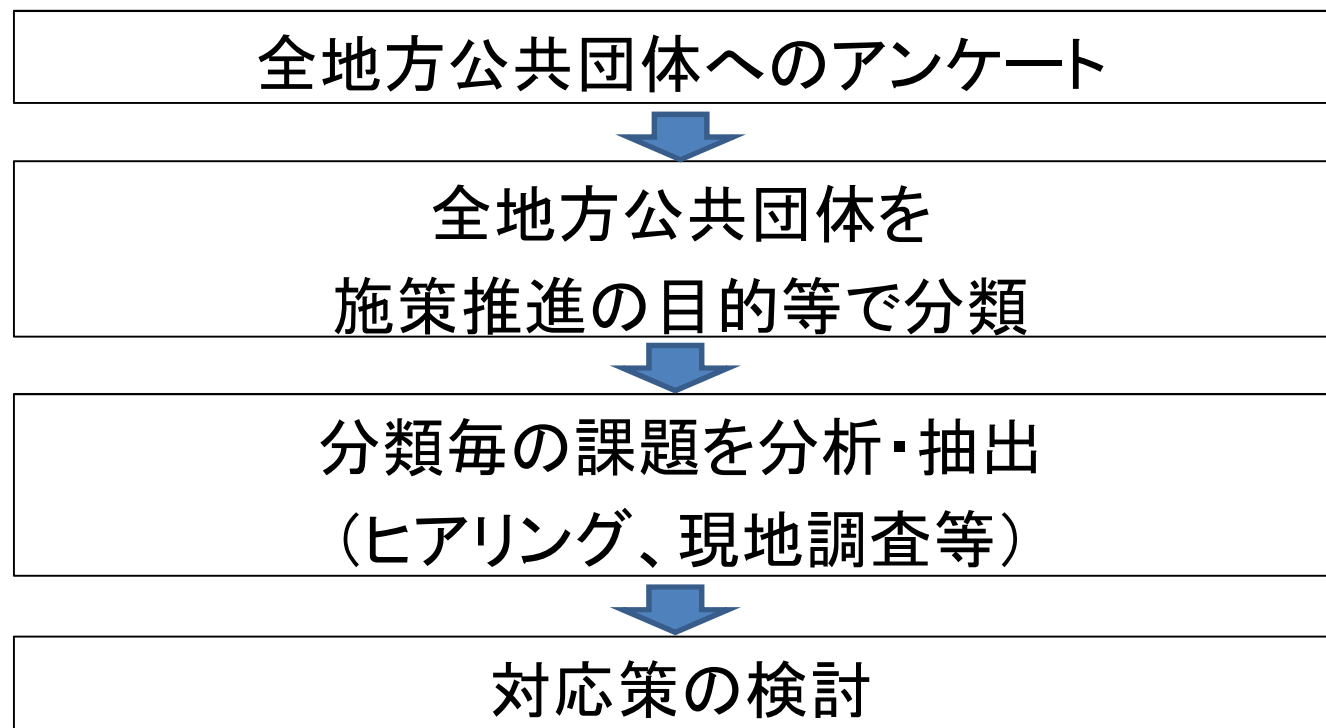 全地方公共団体へのアンケート
全地方公共団体を
施策推進の目的等で分類
分類毎の課題を分析・抽出
（ヒアリング、現地調査等）
対応策の検討